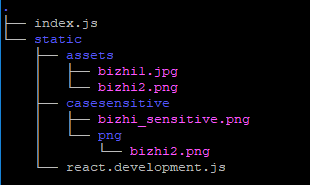 .
├── index.js
└── static
    ├── assets
    │   ├── bizhi1.jpg
    │   └── bizhi2.png
    ├── casesensitive
    │   ├── bizhi_sensitive.png
    │   └── png
    │       └── bizhi2.png
    └── react.development.js